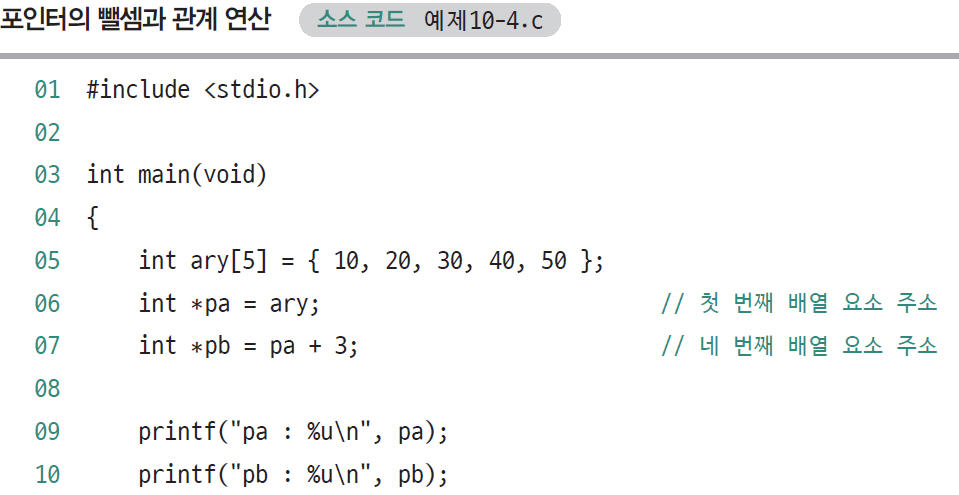 포인터의 뺄셈과 관계 연산 소스 코드 예제10-4.c
01 #include <stdio.h>
02
03 int main(void)
04 {
05     int ary[5] = { 10, 20, 30, 40, 50 };
06     int *pa = ary; // 첫 번째 배열 요소 주소
07     int *pb = pa + 3; // 네 번째 배열 요소 주소
08
09     printf("pa : %u\n", pa);
10     printf("pb : %u\n", pb);